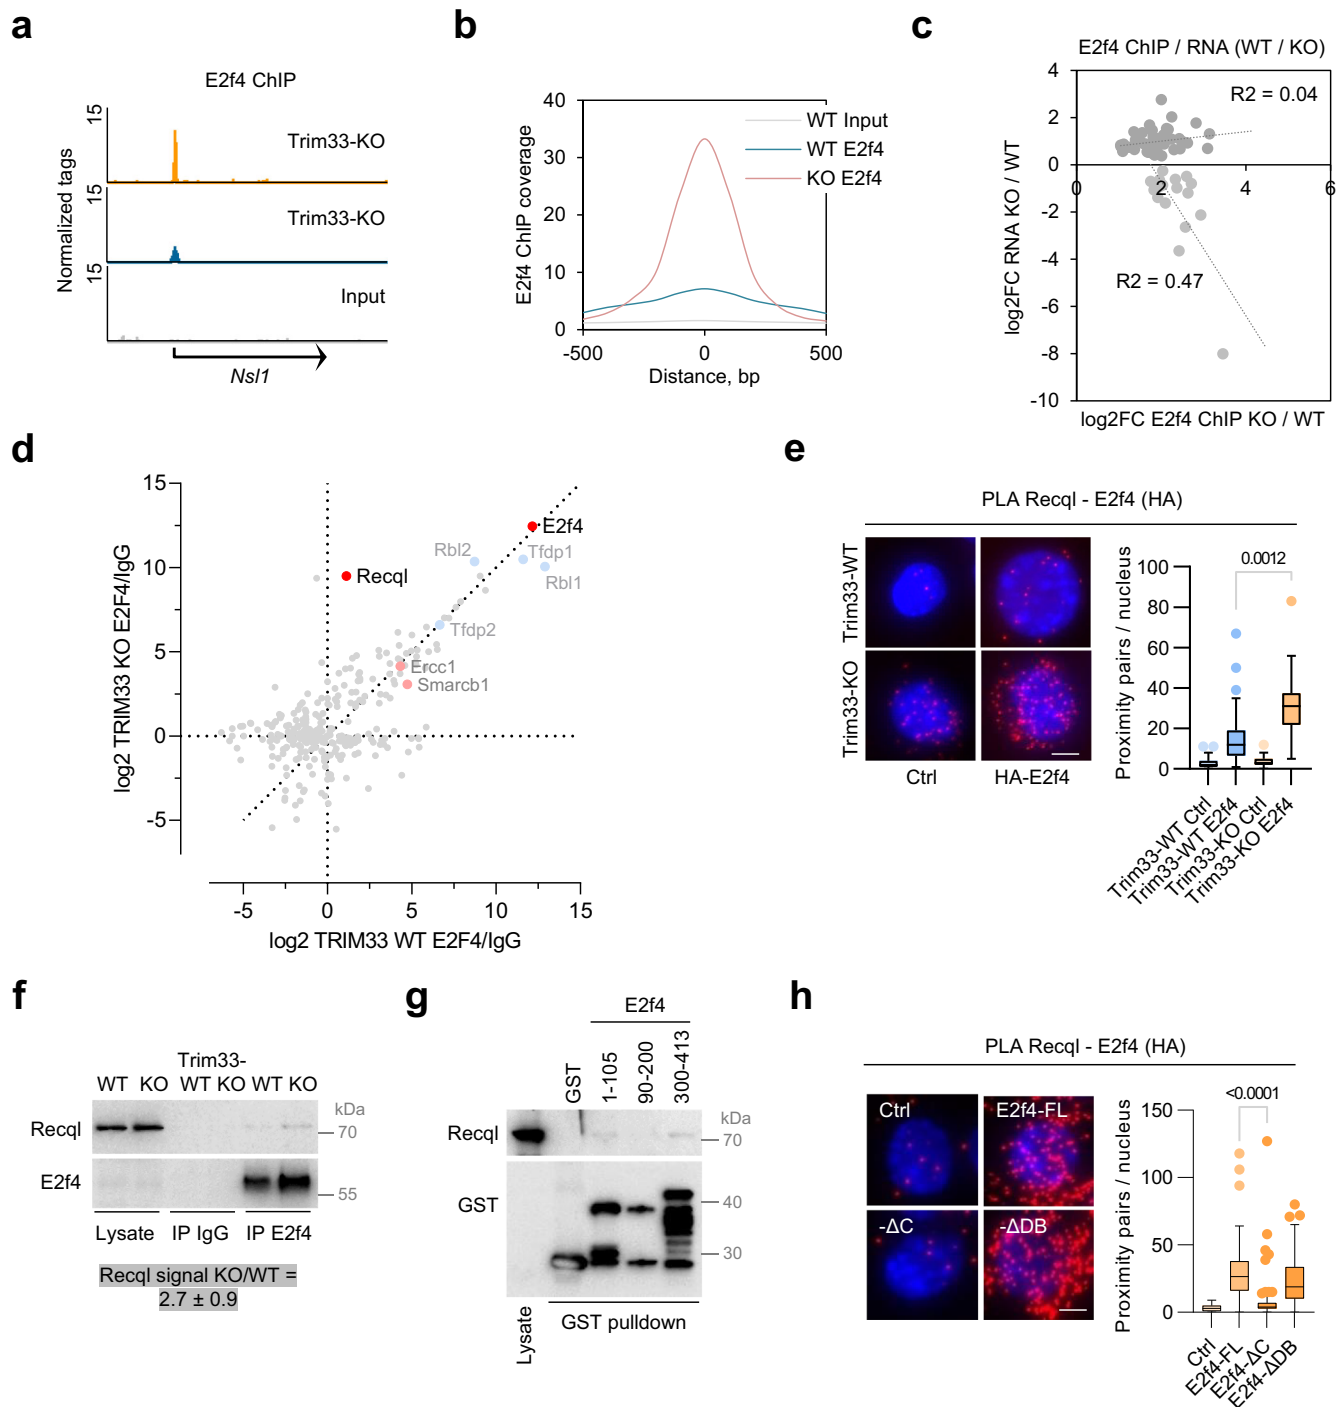 a
E2f4 ChIP
Normalized tags
15
Trim33-KO
15
Trim33-KO
15
Input
Nsl1
b
E2f4 ChIP coverage
40
30
20
10
0
WT Input
WT E2f4
KO E2f4
-500
0
500
Distance, bp
c
E2f4 ChIP / RNA (WT / KO)
log2FC RNA KO / WT
4
2
0
-2
-4
-6
-8
-10
R2 = 0.04
0
2
4
6
R2 = 0.47
log2FC E2f4 ChIP KO / WT
d
log2 TRIM33 KO E2F4/IgG
15
10
5
0
-5
E2f4
Rbl2
Tfdp1
Rbl1
Recql
Tfdp2
Ercc1
Smarcb1
-5
0
5
10
15
log2 TRIM33 WT E2F4/IgG
e
PLA Recql - E2f4 (HA)
Trim33-WT
Trim33-KO
Ctrl
HA-E2f4
Proximity pairs / nucleus
100
80
60
40
20
0
0.0012
Trim33-WT Ctrl
Trim33-WT E2f4
Trim33-KO Ctrl
Trim33-KO E2f4
f
Trim33-
WT KO WT KO WT KO
kDa
Recql
70
E2f4
55
Lysate IP IgG IP E2f4
Recql signal KO/WT =
2.7 ± 0.9
g
E2f4
GST
1-105
90-200
300-413
kDa
Recql
70
GST
40
30
Lysate
GST pulldown
h
PLA Recql - E2f4 (HA)
Ctrl
E2f4-FL
-ΔC
-ΔDB
Proximity pairs / nucleus
150
100
50
0
<0.0001
Ctrl
E2f4-FL
E2f4-ΔC
E2f4-ΔDB